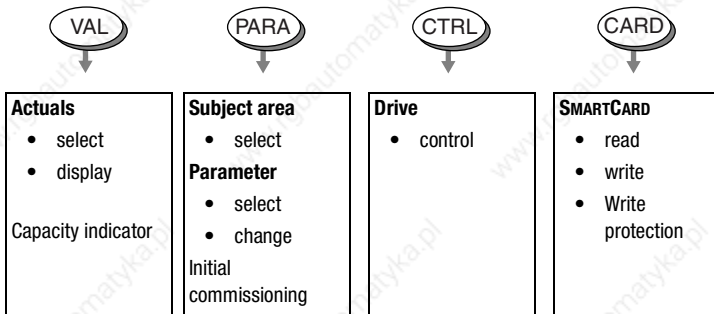 VAL
PARA
CTRL
CARD
Actuals
• select
• display
Capacity indicator
Subject area
• select
Parameter
• select
• change
Initial
commissioning
Drive
• control
SMARTCARD
• read
• write
• Write
protection